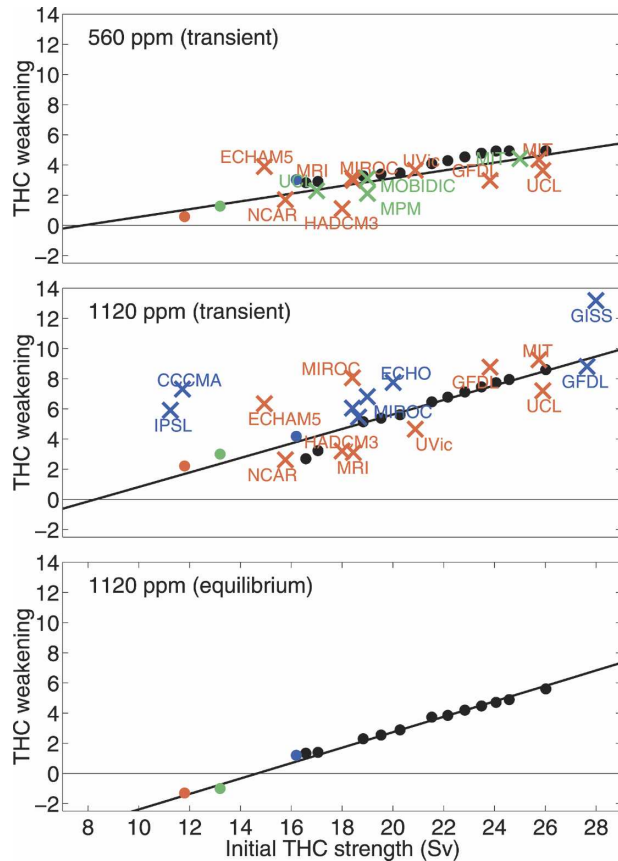 14
12
10
8
6
4
2
0
−2
THC weakening
560 ppm (transient)
ECHAM5
MRI
MIROC
UVic
MIT
MIT
GFDL
UCL
NCAR
HADCM3
MOBIDIC
MPM
UCL
14
12
10
8
6
4
2
0
−2
THC weakening
1120 ppm (transient)
GISS
CCCMA
MIROC
ECHO
MIT
GFDL
GFDL
IPSL
ECHAM5
MIROC
UCL
HADCM3
UVic
NCAR
MRI
14
12
10
8
6
4
2
0
−2
THC weakening
1120 ppm (equilibrium)
8 10 12 14 16 18 20 22 24 26 28
Initial THC strength (Sv)